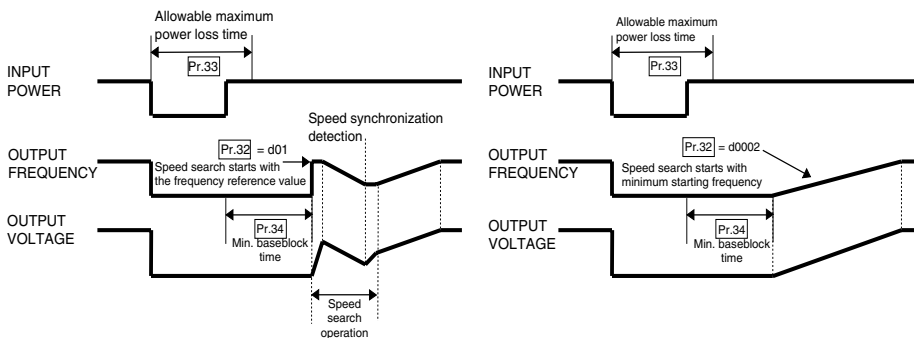 Allowable maximum
power loss time
Pr.33
INPUT
POWER
Speed synchronization
detection
Pr.32 = d01
OUTPUT
FREQUENCY
Speed search starts with
the frequency reference value
Pr.34
OUTPUT
VOLTAGE
Min. baseblock
time
Speed
search
operation
Allowable maximum
power loss time
Pr.33
INPUT
POWER
Pr.32 = d0002
OUTPUT
FREQUENCY
Speed search starts with
minimum starting frequency
Pr.34
OUTPUT
VOLTAGE
Min. baseblock
time